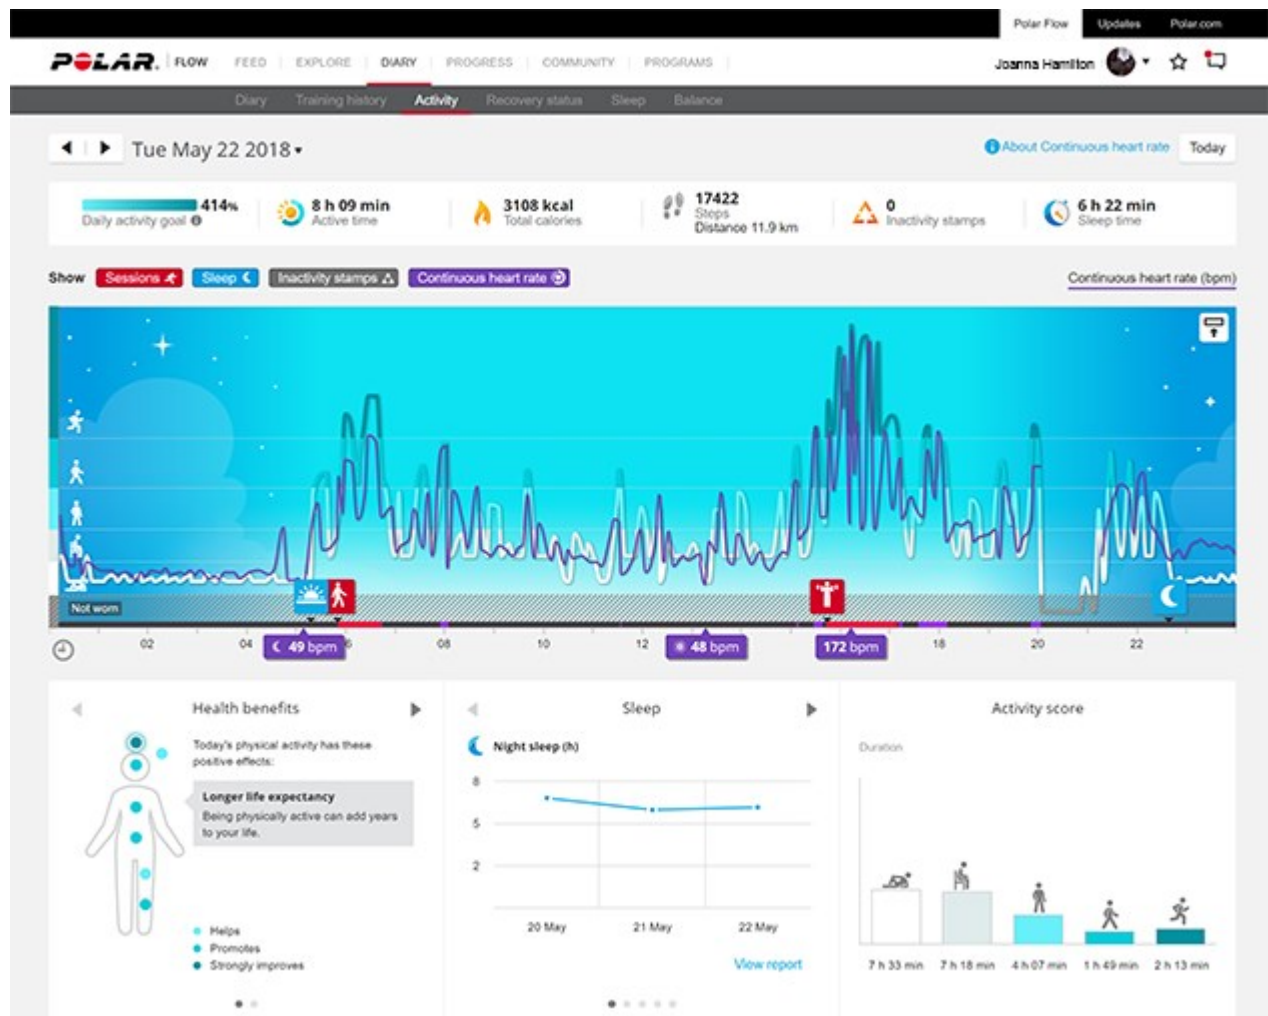 Polar Flow Updates Polar.com
POLAR. FLOW FEED EXPLORE DIARY PROGRESS COMMUNITY PROGRAMS Joanna Hamilton
Diary Training history Activity Recovery status Sleep Balance
Tue May 22 2018 About Continuous heart rate Today
414%
Daily activity goal
8 h 09 min
Active time
3108 kcal
Total calories
17422
Steps
Distance 11.9 km
0
Inactivity stamps
6 h 22 min
Sleep time
Show Sessions Sleep Inactivity stamps Continuous heart rate Continuous heart rate (bpm)
Not worn
02 04 49 bpm 6 08 10 12 48 bpm 172 bpm 18 20 22
Health benefits
Today's physical activity has these
positive effects:
Longer life expectancy
Being physically active can add years
to your life.
Helps
Promotes
Strongly improves
Sleep
Night sleep (h)
8
5
2
20 May 21 May 22 May
View report
Activity score
Duration
7 h 33 min 7 h 18 min 4 h 07 min 1 h 49 min 2 h 13 min